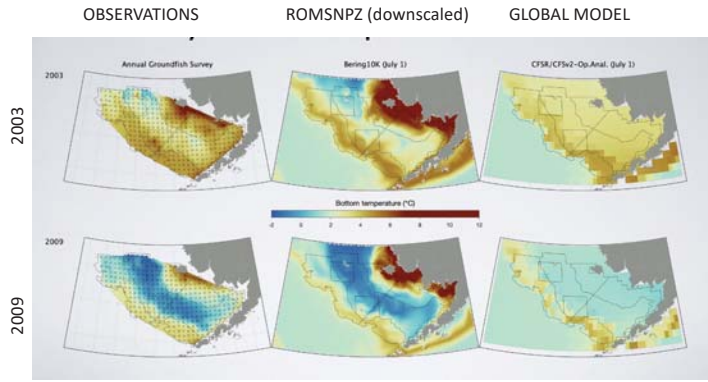 OBSERVATIONS ROMSNPZ (downscaled) GLOBAL MODEL
Annual Groundfish Survey Bering10K (July 1) CFSR/CFSv2-Op.Anal. (July 1)
2003
2003
Bottom temperature (°C)
-2 0 2 4 6 8 10 12
2009
2009